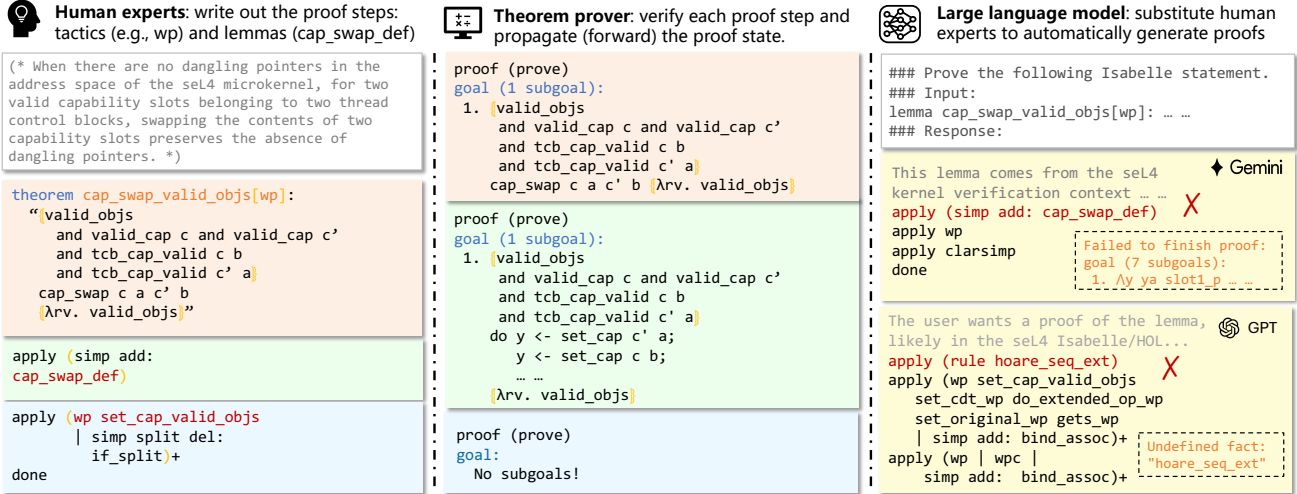 Human experts: write out the proof steps:
tactics (e.g., wp) and lemmas (cap_swap_def)
(* When there are no dangling pointers in the
address space of the seL4 microkernel, for two
valid capability slots belonging to two thread
control blocks, swapping the contents of two
capability slots preserves the absence of
dangling pointers. *)
theorem cap_swap_valid_objs[wp]:
“⦃valid_objs
and valid_cap c and valid_cap c’
and tcb_cap_valid c b
and tcb_cap_valid c’ a⦄
cap_swap c a c’ b
⦃λrv. valid_objs⦄”
apply (simp add:
cap_swap_def)
apply (wp set_cap_valid_objs
| simp split del:
if_split)+
done
Theorem prover: verify each proof step and
propagate (forward) the proof state.
proof (prove)
goal (1 subgoal):
1. ⦃valid_objs
and valid_cap c and valid_cap c’
and tcb_cap_valid c b
and tcb_cap_valid c' a⦄
cap_swap c a c' b ⦃λrv. valid_objs⦄
proof (prove)
goal (1 subgoal):
1. ⦃valid_objs
and valid_cap c and valid_cap c’
and tcb_cap_valid c b
and tcb_cap_valid c' a⦄
do y <- set_cap c' a;
y <- set_cap c b;
… …
⦃λrv. valid_objs⦄
proof (prove)
goal:
No subgoals!
Large language model: substitute human
experts to automatically generate proofs
### Prove the following Isabelle statement.
### Input:
lemma cap_swap_valid_objs[wp]: … …
### Response:
Gemini
This lemma comes from the seL4
kernel verification context … …
apply (simp add: cap_swap_def) ✗
apply wp
apply clarsimp
done
Failed to finish proof:
goal (7 subgoals):
1. ⋀y ya slot1_p … …
The user wants a proof of the lemma,
likely in the seL4 Isabelle/HOL...
GPT
apply (rule hoare_seq_ext) ✗
apply (wp set_cap_valid_objs
set_cdt_wp do_extended_op_wp
set_original_wp gets_wp
| simp add: bind_assoc)+
apply (wp | wpc |
simp add: bind_assoc)+
Undefined fact:
"hoare_seq_ext"